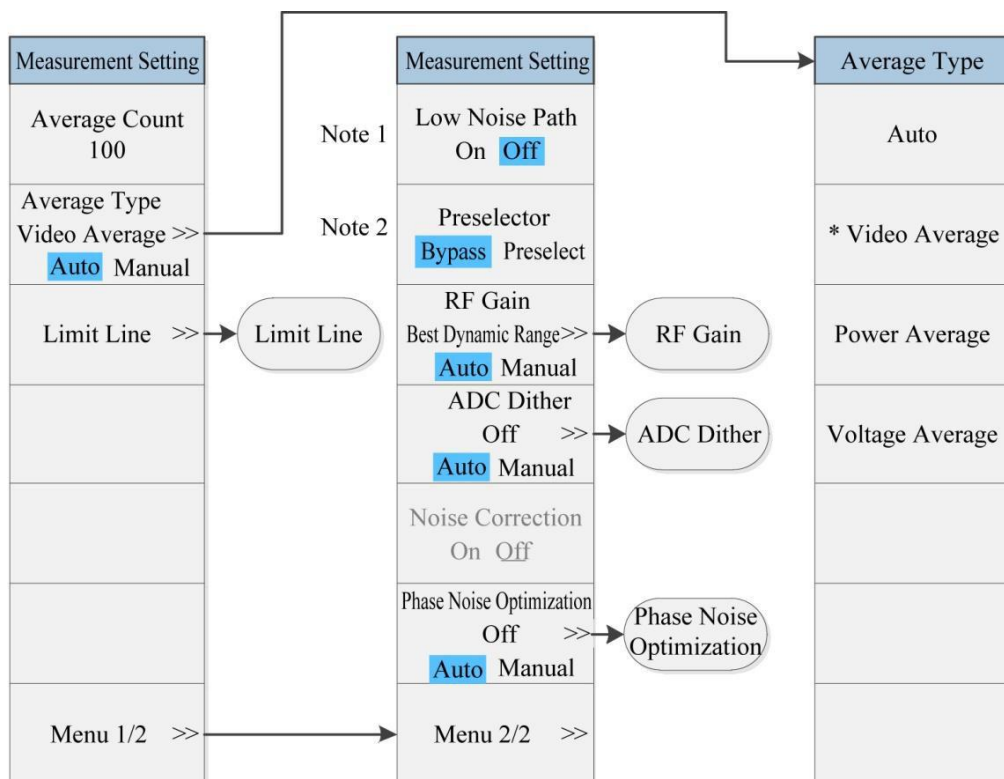 Measurement Setting
Average Count
100
Average Type
Video Average >>
Auto Manual
Limit Line >>
Limit Line
Menu 1/2 >>
Measurement Setting
Note 1
Low Noise Path
On Off
Note 2
Preselector
Bypass Preselect
RF Gain
Best Dynamic Range>>
Auto Manual
RF Gain
ADC Dither
Off >>
Auto Manual
ADC Dither
Noise Correction
On Off
Phase Noise Optimization
Off >>
Auto Manual
Phase Noise
Optimization
Menu 2/2 >>
Average Type
Auto
* Video Average
Power Average
Voltage Average